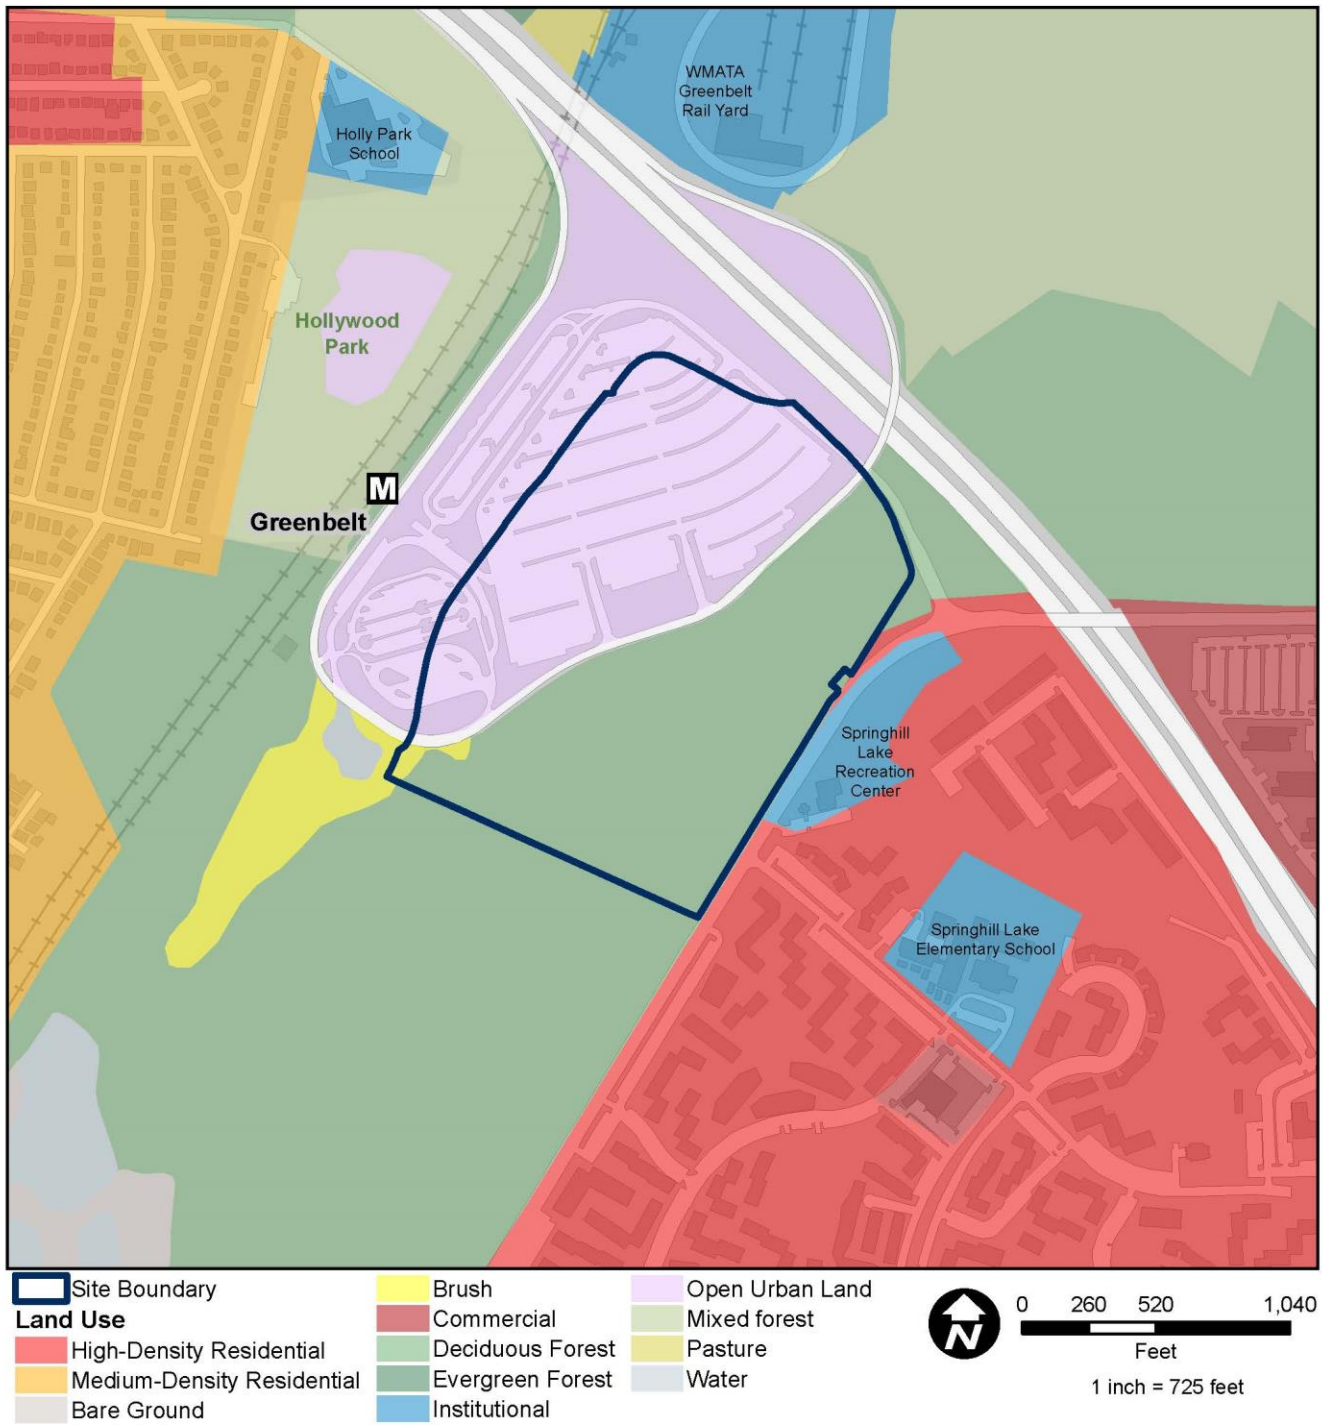 WMATA
Greenbelt
Rail Yard
Holly Park
School
Hollywood
Park
M
Greenbelt
Springhill
Lake
Recreation
Center
Springhill Lake
Elementary School
Site Boundary
Land Use
High-Density Residential
Medium-Density Residential
Bare Ground
Brush
Commercial
Deciduous Forest
Evergreen Forest
Institutional
Open Urban Land
Mixed forest
Pasture
Water
N
0 260 520 1,040
Feet
1 inch = 725 feet